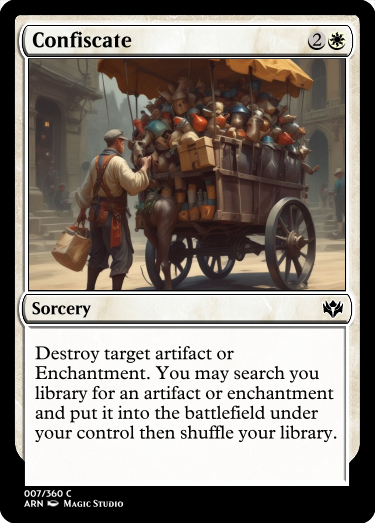 Confiscate 2
Sorcery
Destroy target artifact or
Enchantment. You may search you
library for an artifact or enchantment
and put it into the battlefield under
your control then shuffle your library.
007/360 C
ARN Magic Studio